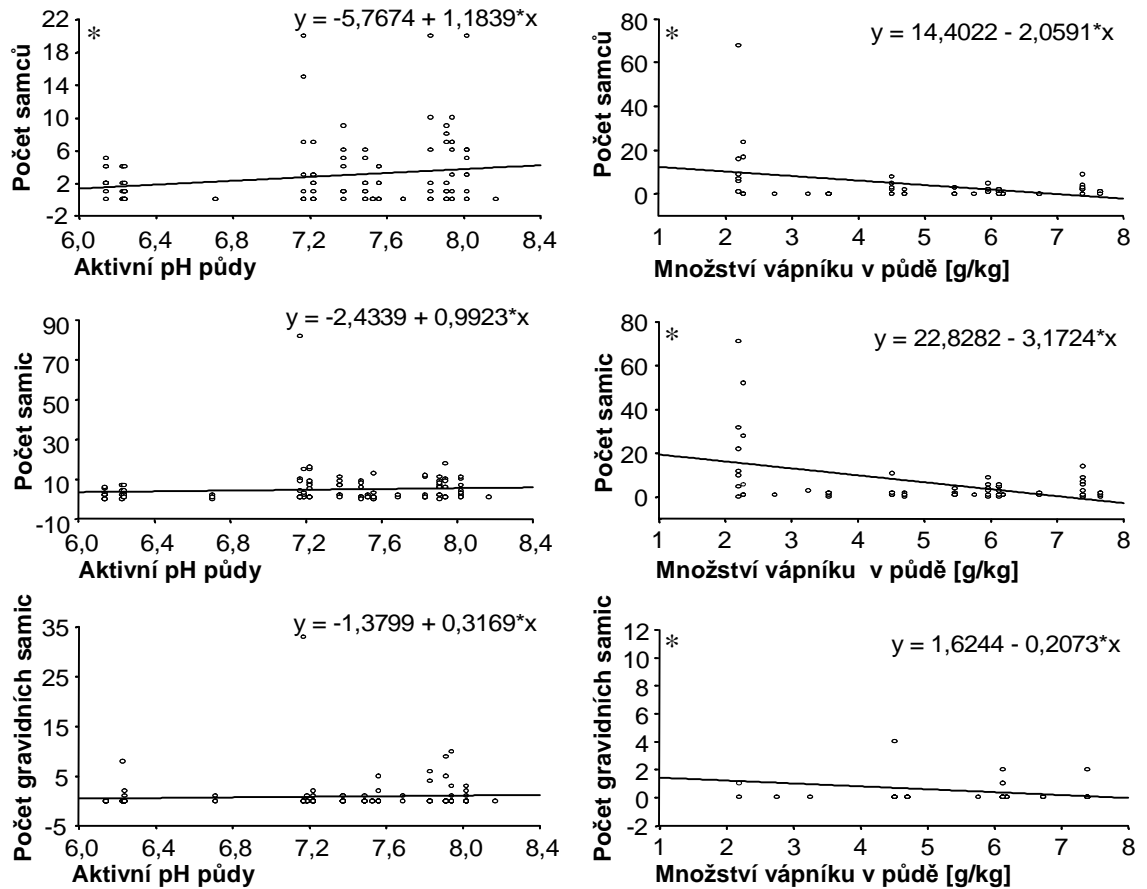 y = -5,7674 + 1,1839*x
*
22
18
14
10
6
2
-2
Počet samců
6,0 6,4 6,8 7,2 7,6 8,0 8,4
Aktivní pH půdy
y = 14,4022 - 2,0591*x
*
80
60
40
20
0
Počet samců
1 2 3 4 5 6 7 8
Množství vápníku v půdě [g/kg]
y = -2,4339 + 0,9923*x
90
70
50
30
10
-10
Počet samic
6,0 6,4 6,8 7,2 7,6 8,0 8,4
Aktivní pH půdy
y = 22,8282 - 3,1724*x
*
80
60
40
20
0
Počet samic
1 2 3 4 5 6 7 8
Množství vápníku v půdě [g/kg]
y = -1,3799 + 0,3169*x
35
25
15
5
-5
Počet gravidních samic
6,0 6,4 6,8 7,2 7,6 8,0 8,4
Aktivní pH půdy
y = 1,6244 - 0,2073*x
*
12
10
8
6
4
2
0
-2
Počet gravidních samic
1 2 3 4 5 6 7 8
Množství vápníku v půdě [g/kg]